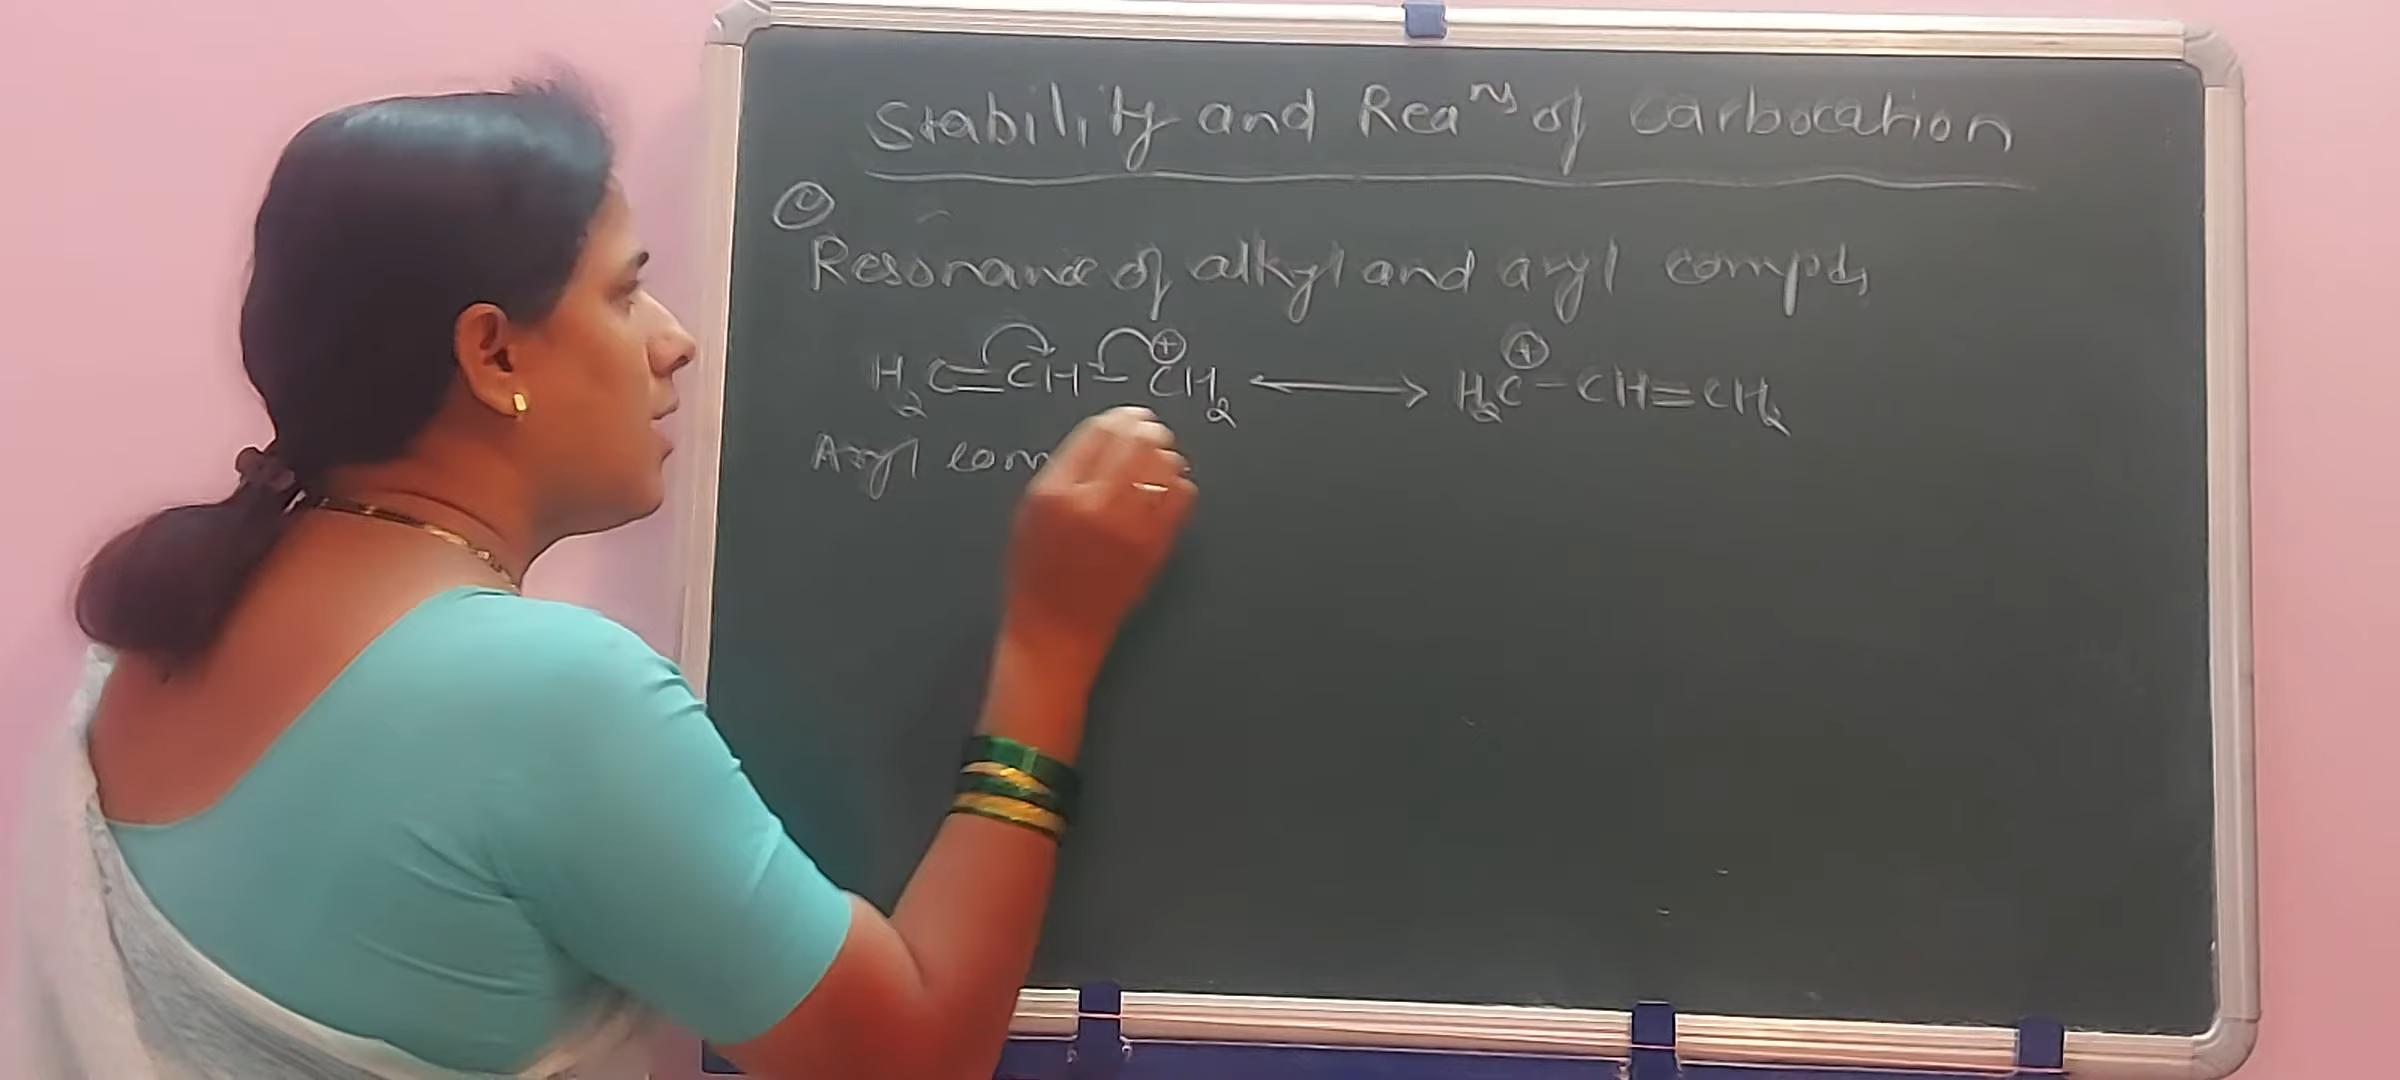 Stability and Reaⁿˢ of Carbocation
C
Resonance of alkyl and aryl compds
H₂C=CH-CH₂⊕ ⟷ H₂C⊕-CH=CH₂
Aryl com